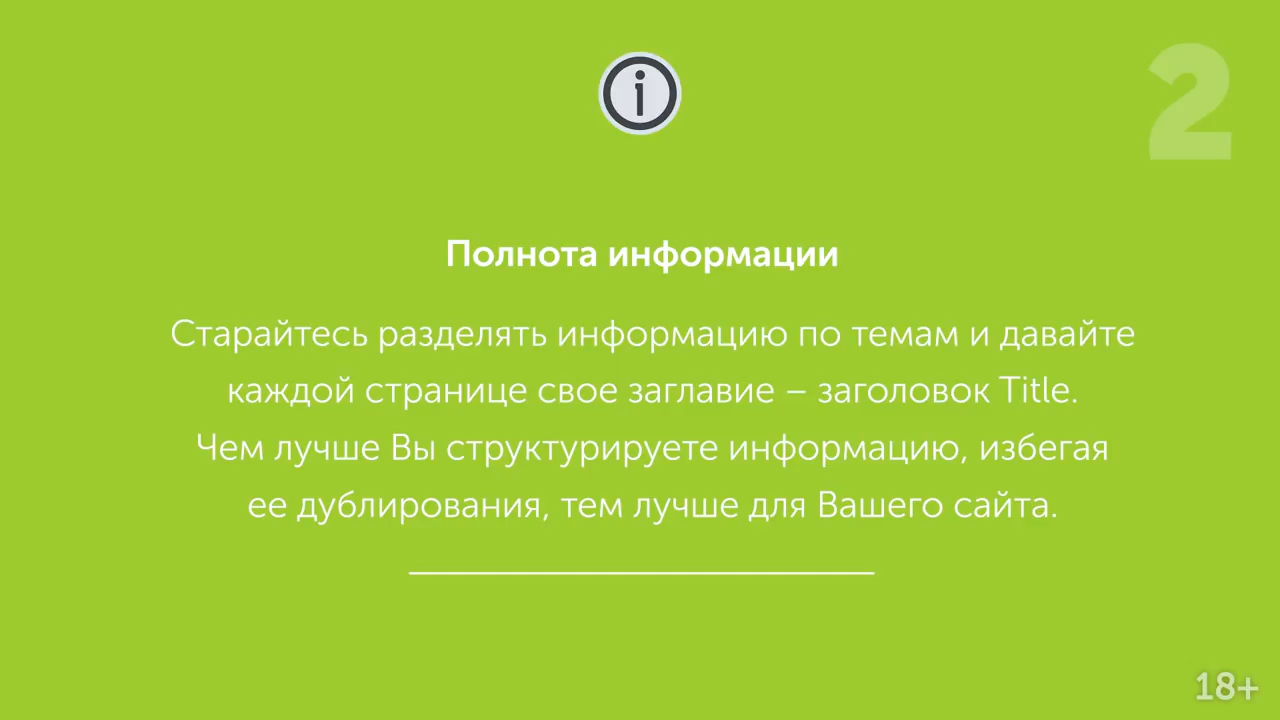 2
Полнота информации
Старайтесь разделять информацию по темам и давайте
каждой странице свое заглавие – заголовок Title.
Чем лучше Вы структурируете информацию, избегая
ее дублирования, тем лучше для Вашего сайта.
18+